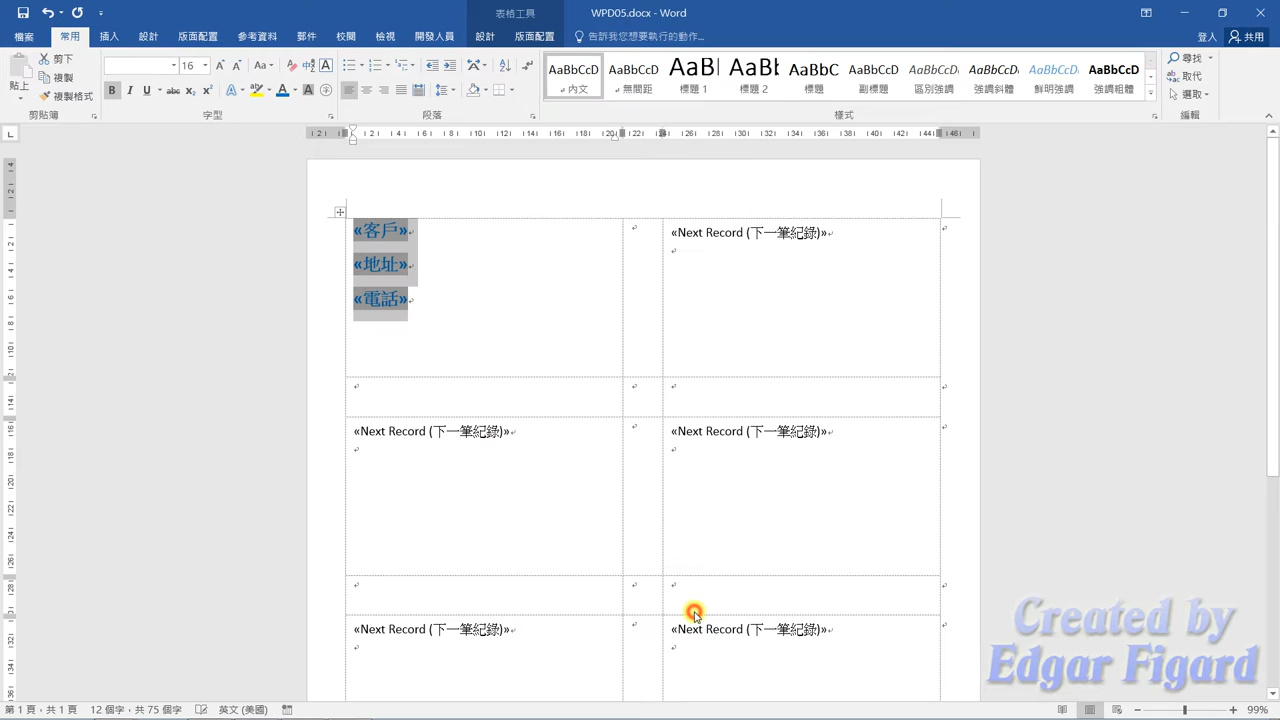 表格工具
WPD05.docx - Word
檔案 常用 插入 設計 版面配置 參考資料 郵件 校閱 檢視 開發人員 設計 版面配置 告訴我您想要執行的動作... 登入 共用
貼上 剪下 複製 複製格式
16
AaBbCcD AaBbCcD AaB AaBb AaBbC AaBbCcD AaBbCcD AaBbCcD AaBbCcD AaBbCcD
內文 無間距 標題 1 標題 2 標題 副標題 區別強調 強調斜體 鮮明強調 強調粗體
尋找 取代 選取
剪貼簿 字型 段落 樣式 編輯
«客戶»
«地址»
«電話»
«Next Record (下一筆紀錄)»
«Next Record (下一筆紀錄)» «Next Record (下一筆紀錄)»
«Next Record (下一筆紀錄)» «Next Record (下一筆紀錄)»
Created by
Edgar Figard
第 1 頁，共 1 頁 12 個字，共 75 個字 英文 (美國) 99%